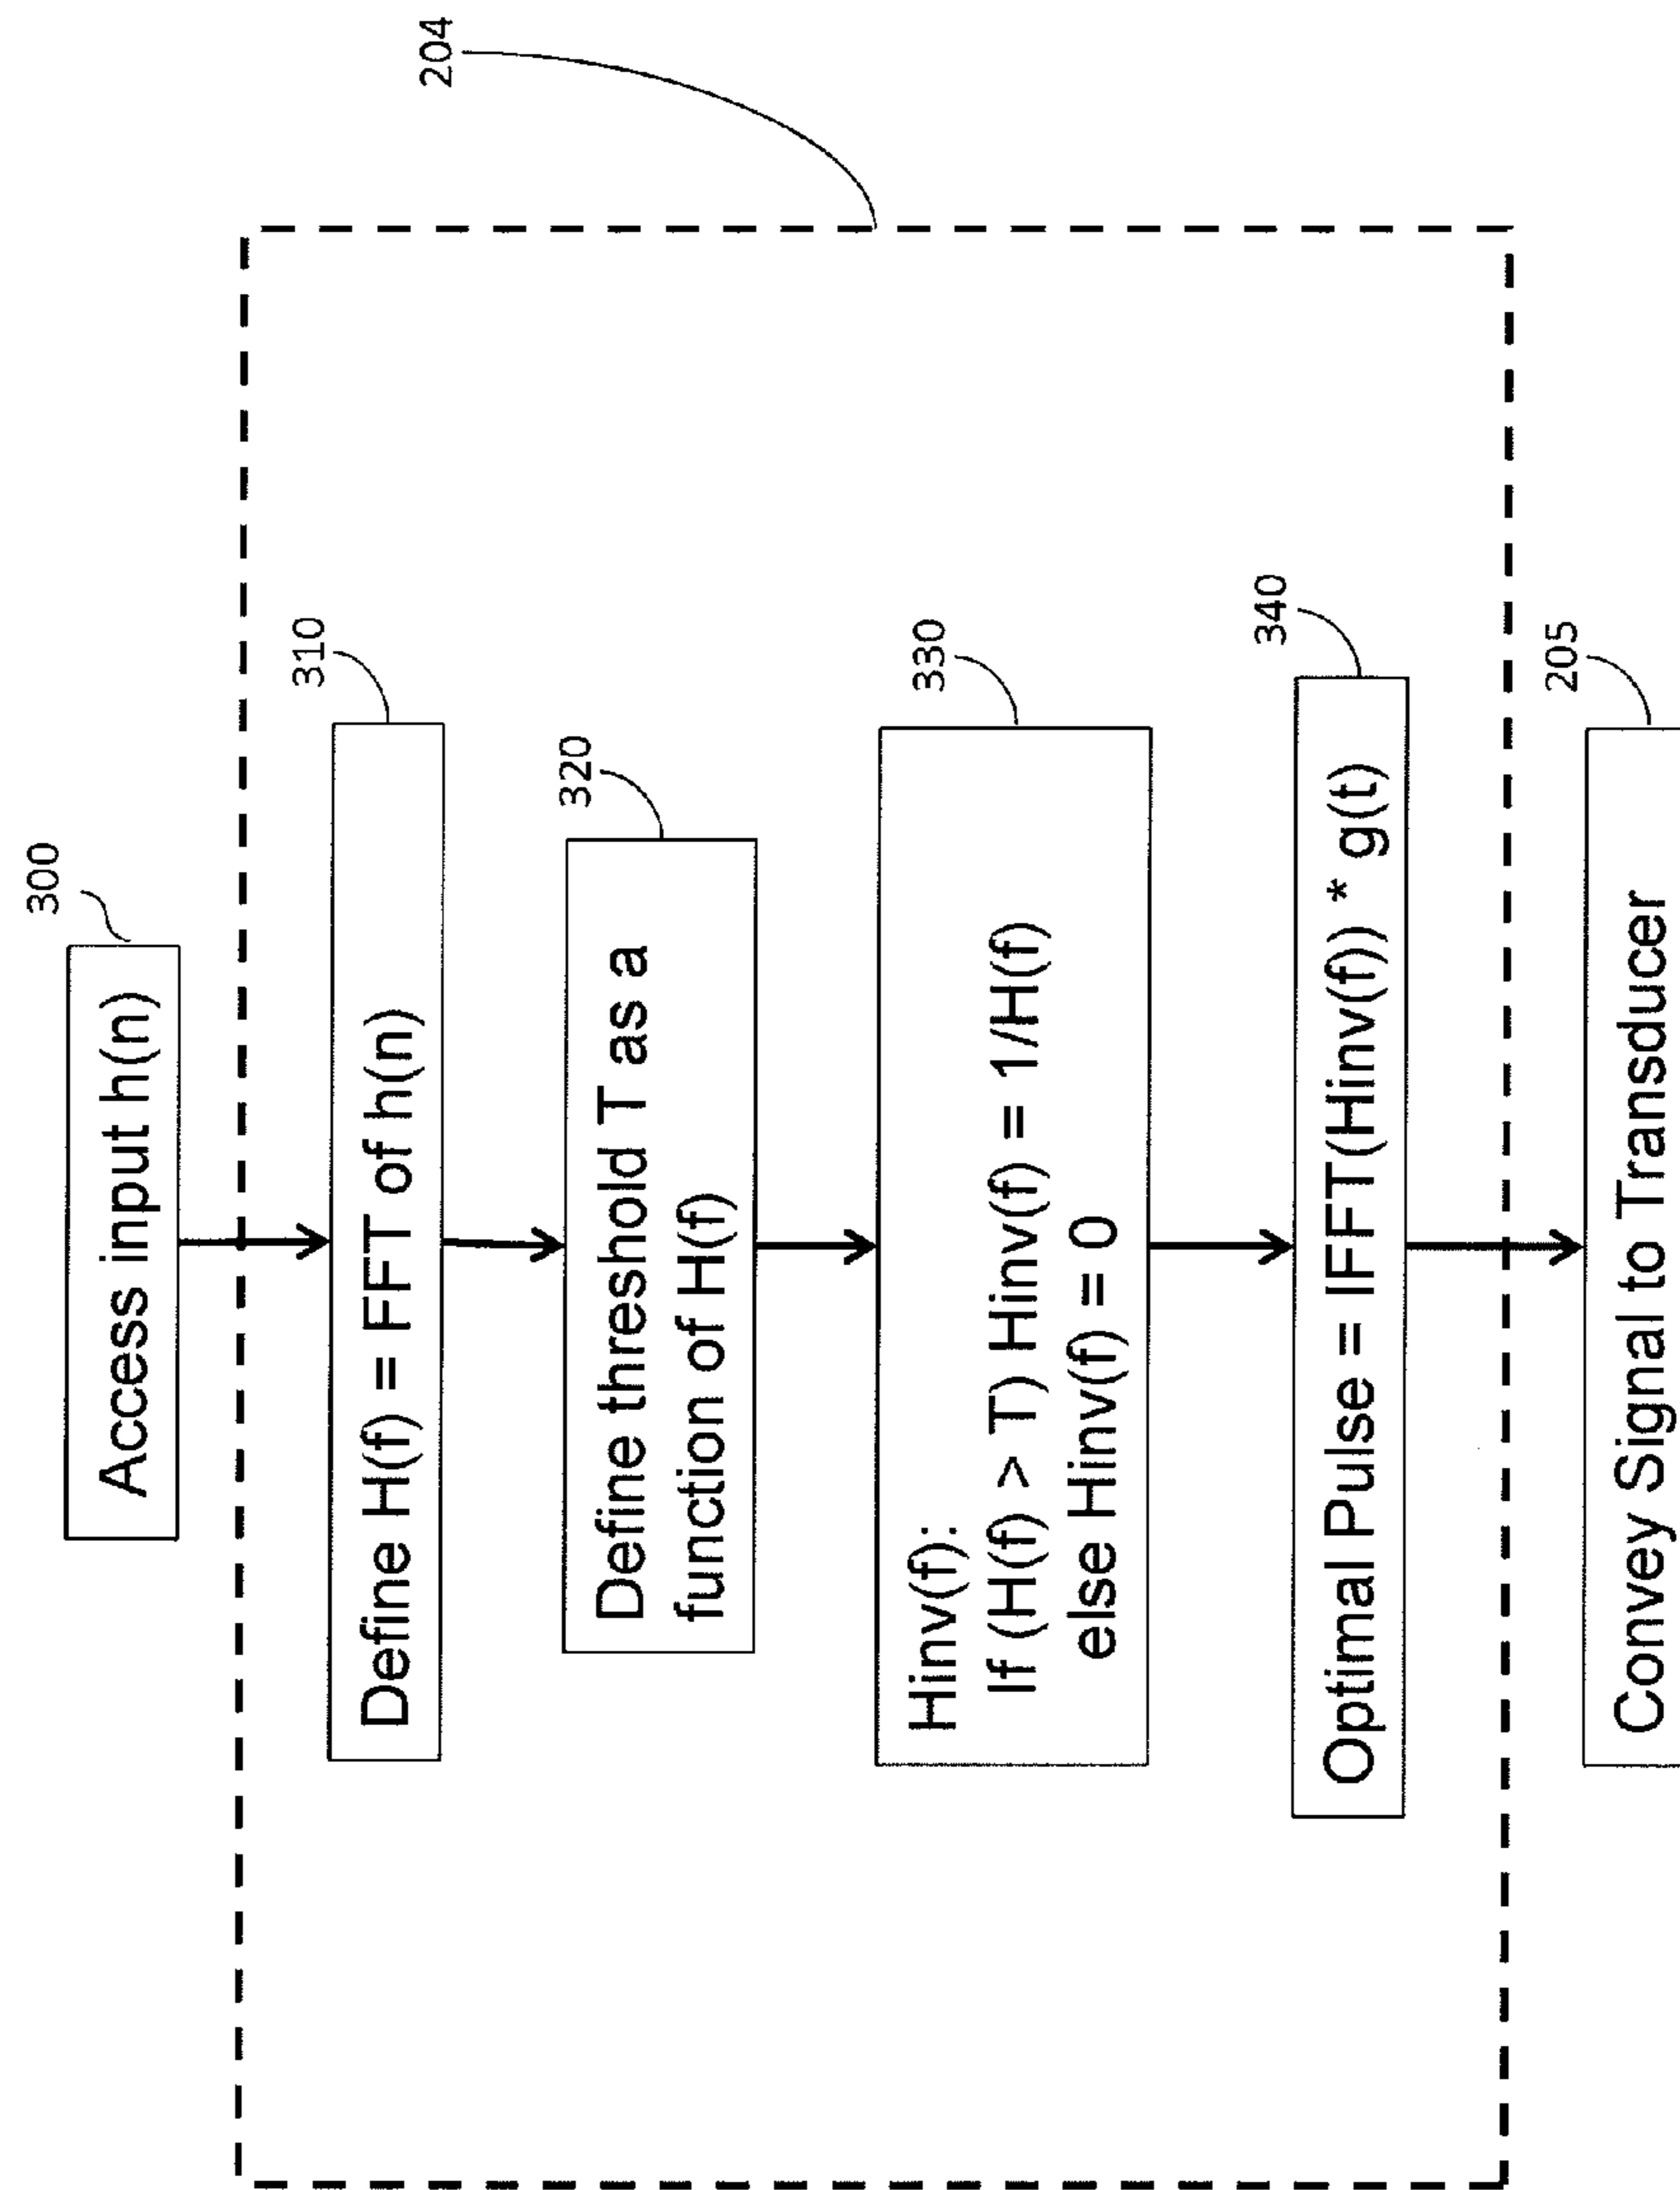 300
Access input h(n)
204
310
Define H(f) = FFT of h(n)
320
Define threshold T as a
function of H(f)
330
Hinv(f):
If (H(f) > T) Hinv(f) = 1/H(f)
else Hinv(f) = 0
340
Optimal Pulse = IFFT(Hinv(f)) * g(t)
205
Convey Signal to Transducer